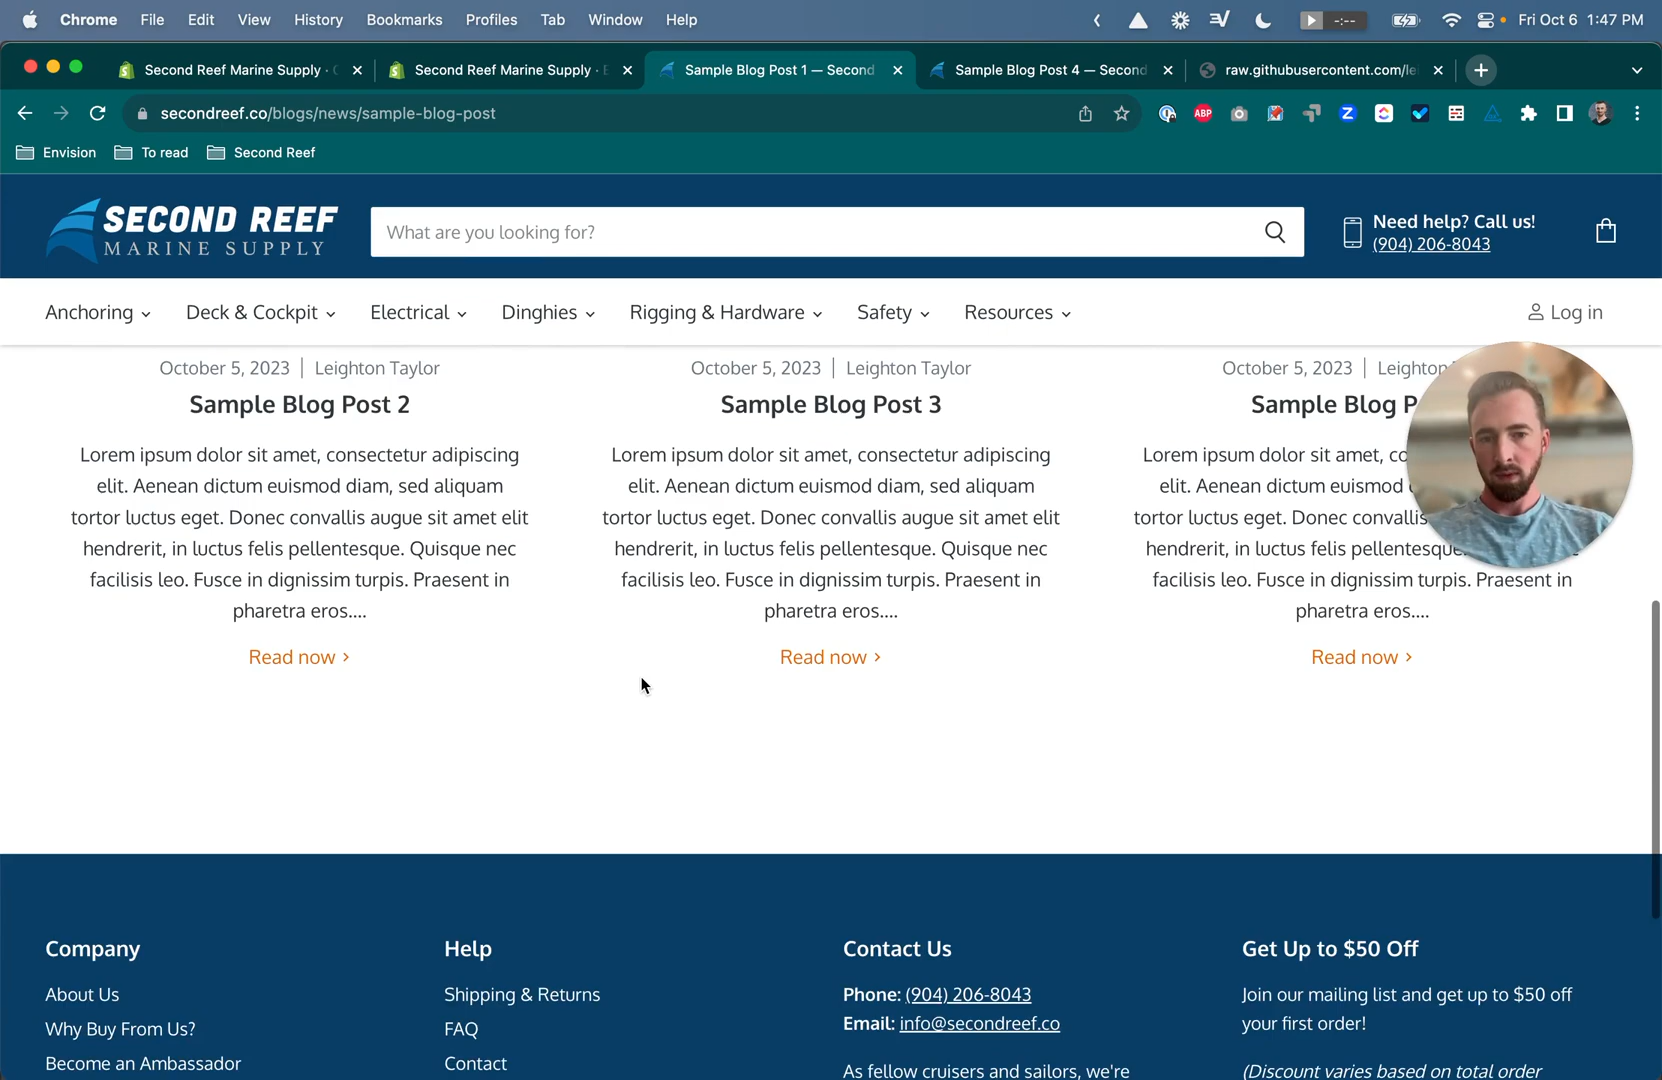 Chrome File Edit View History Bookmarks Profiles Tab Window Help -:-- Fri Oct 6 1:47 PM
Second Reef Marine Supply · Second Reef Marine Supply · Sample Blog Post 1 — Second Sample Blog Post 4 — Second raw.githubusercontent.com/le
secondreef.co/blogs/news/sample-blog-post ABP Z
Envision To read Second Reef
SECOND REEF
MARINE SUPPLY
What are you looking for?
Need help? Call us!
(904) 206-8043
Anchoring Deck & Cockpit Electrical Dinghies Rigging & Hardware Safety Resources Log in
October 5, 2023 | Leighton Taylor
Sample Blog Post 2
Lorem ipsum dolor sit amet, consectetur adipiscing
elit. Aenean dictum euismod diam, sed aliquam
tortor luctus eget. Donec convallis augue sit amet elit
hendrerit, in luctus felis pellentesque. Quisque nec
facilisis leo. Fusce in dignissim turpis. Praesent in
pharetra eros....
Read now
October 5, 2023 | Leighton Taylor
Sample Blog Post 3
Lorem ipsum dolor sit amet, consectetur adipiscing
elit. Aenean dictum euismod diam, sed aliquam
tortor luctus eget. Donec convallis augue sit amet elit
hendrerit, in luctus felis pellentesque. Quisque nec
facilisis leo. Fusce in dignissim turpis. Praesent in
pharetra eros....
Read now
October 5, 2023 | Leighton
Sample Blog P
Lorem ipsum dolor sit amet, co
elit. Aenean dictum euismod
tortor luctus eget. Donec convallis
hendrerit, in luctus felis pellentesque.
facilisis leo. Fusce in dignissim turpis. Praesent in
pharetra eros....
Read now
Company
About Us
Why Buy From Us?
Become an Ambassador
Help
Shipping & Returns
FAQ
Contact
Contact Us
Phone: (904) 206-8043
Email: info@secondreef.co
As fellow cruisers and sailors, we're
Get Up to $50 Off
Join our mailing list and get up to $50 off
your first order!
(Discount varies based on total order